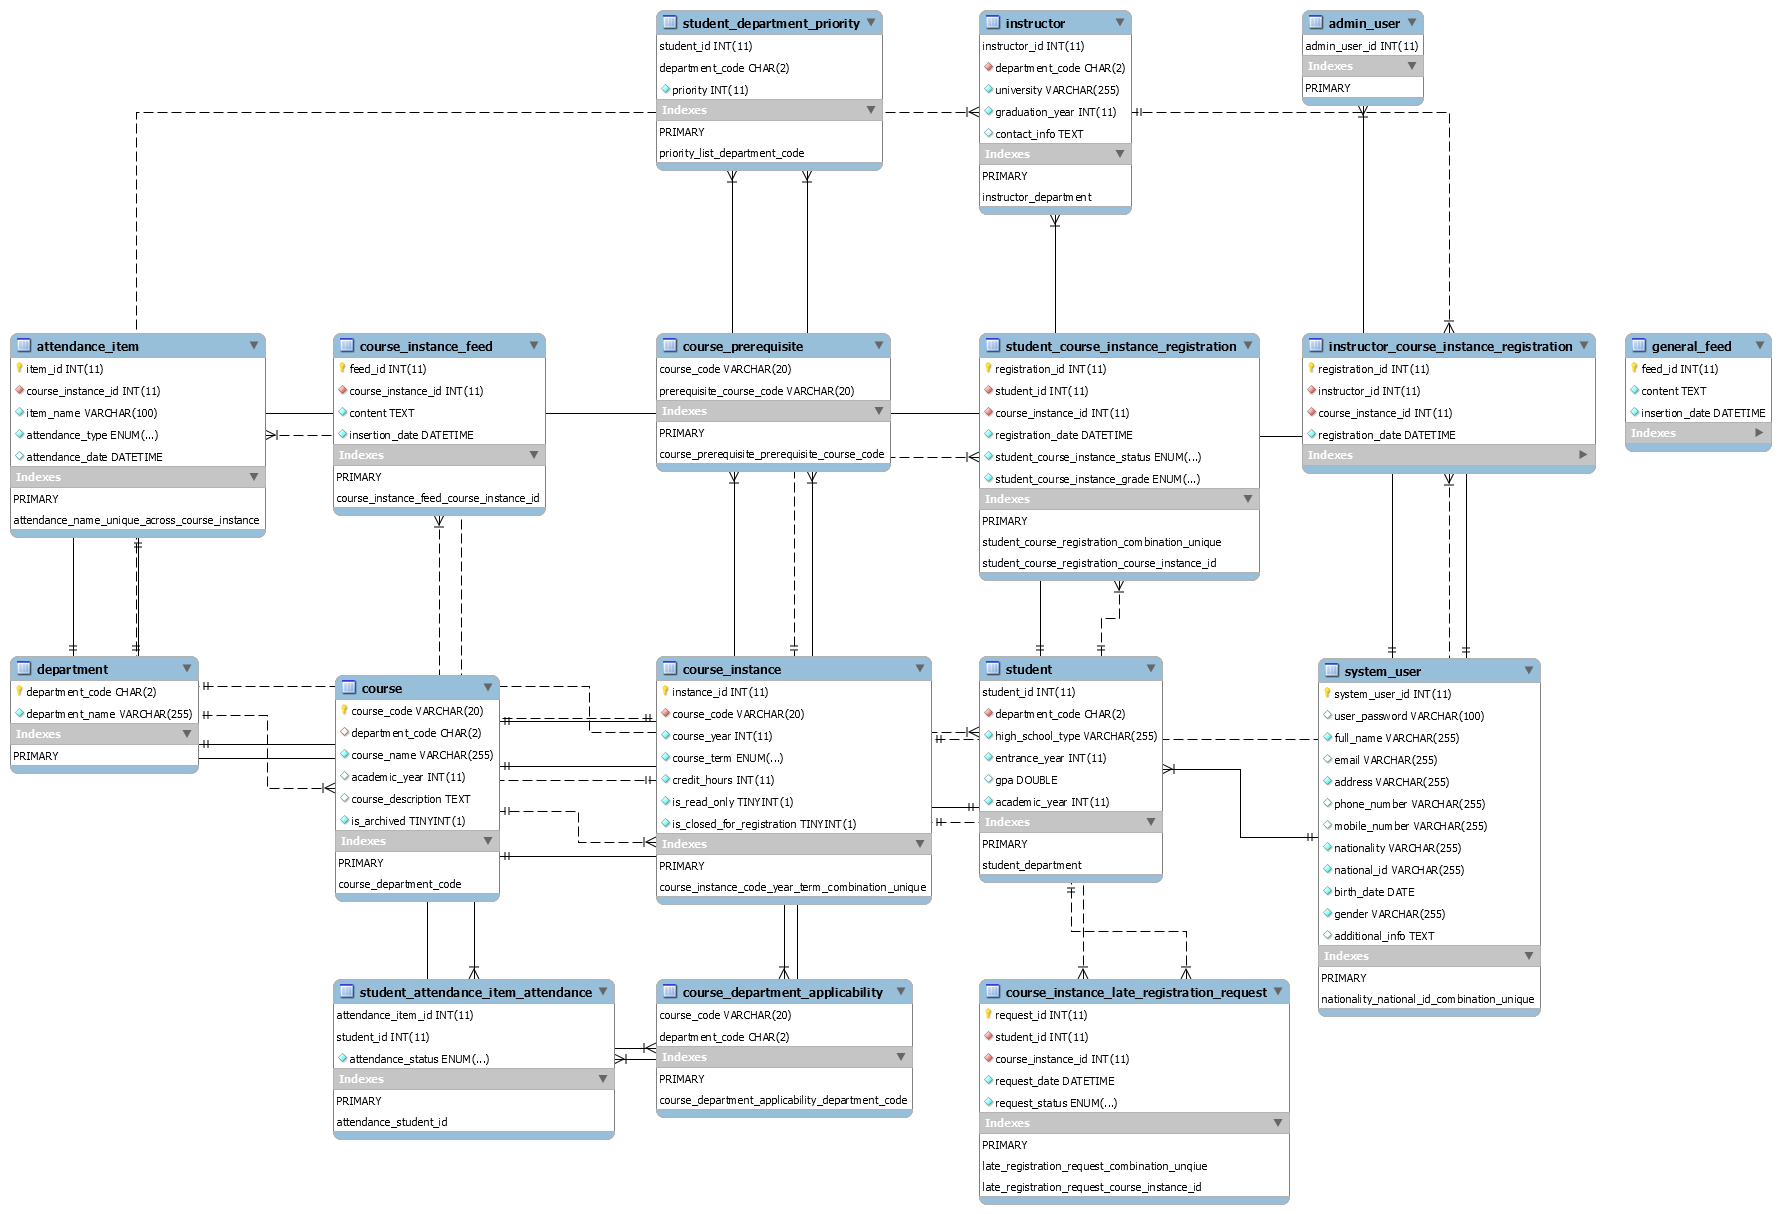 student_department_priority
student_id INT(11)
department_code CHAR(2)
priority INT(11)
Indexes
PRIMARY
priority_list_department_code
instructor
instructor_id INT(11)
department_code CHAR(2)
university VARCHAR(255)
graduation_year INT(11)
contact_info TEXT
Indexes
PRIMARY
instructor_department
admin_user
admin_user_id INT(11)
Indexes
PRIMARY
attendance_item
item_id INT(11)
course_instance_id INT(11)
item_name VARCHAR(100)
attendance_type ENUM(...)
attendance_date DATETIME
Indexes
PRIMARY
attendance_name_unique_across_course_instance
course_instance_feed
feed_id INT(11)
course_instance_id INT(11)
content TEXT
insertion_date DATETIME
Indexes
PRIMARY
course_instance_feed_course_instance_id
course_prerequisite
course_code VARCHAR(20)
prerequisite_course_code VARCHAR(20)
Indexes
PRIMARY
course_prerequisite_prerequisite_course_code
student_course_instance_registration
registration_id INT(11)
student_id INT(11)
course_instance_id INT(11)
registration_date DATETIME
student_course_instance_status ENUM(...)
student_course_instance_grade ENUM(...)
Indexes
PRIMARY
student_course_registration_combination_unique
student_course_registration_course_instance_id
instructor_course_instance_registration
registration_id INT(11)
instructor_id INT(11)
course_instance_id INT(11)
registration_date DATETIME
Indexes
general_feed
feed_id INT(11)
content TEXT
insertion_date DATETIME
Indexes
department
department_code CHAR(2)
department_name VARCHAR(255)
Indexes
PRIMARY
course
course_code VARCHAR(20)
department_code CHAR(2)
course_name VARCHAR(255)
academic_year INT(11)
course_description TEXT
is_archived TINYINT(1)
Indexes
PRIMARY
course_department_code
course_instance
instance_id INT(11)
course_code VARCHAR(20)
course_year INT(11)
course_term ENUM(...)
credit_hours INT(11)
is_read_only TINYINT(1)
is_closed_for_registration TINYINT(1)
Indexes
PRIMARY
course_instance_code_year_term_combination_unique
student
student_id INT(11)
department_code CHAR(2)
high_school_type VARCHAR(255)
entrance_year INT(11)
gpa DOUBLE
academic_year INT(11)
Indexes
PRIMARY
student_department
system_user
system_user_id INT(11)
user_password VARCHAR(100)
full_name VARCHAR(255)
email VARCHAR(255)
address VARCHAR(255)
phone_number VARCHAR(255)
mobile_number VARCHAR(255)
nationality VARCHAR(255)
national_id VARCHAR(255)
birth_date DATE
gender VARCHAR(255)
additional_info TEXT
Indexes
PRIMARY
nationality_national_id_combination_unique
student_attendance_item_attendance
attendance_item_id INT(11)
student_id INT(11)
attendance_status ENUM(...)
Indexes
PRIMARY
attendance_student_id
course_department_applicability
course_code VARCHAR(20)
department_code CHAR(2)
Indexes
PRIMARY
course_department_applicability_department_code
course_instance_late_registration_request
request_id INT(11)
student_id INT(11)
course_instance_id INT(11)
request_date DATETIME
request_status ENUM(...)
Indexes
PRIMARY
late_registration_request_combination_unqiue
late_registration_request_course_instance_id